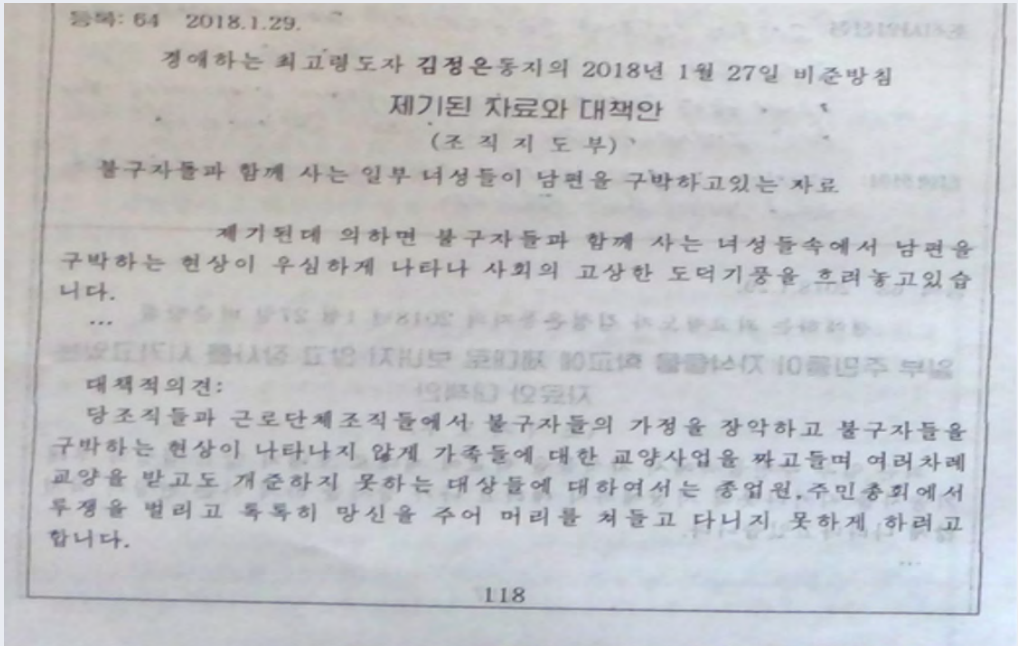 등록: 64 2018.1.29.
경애하는 최고령도자 김정은동지의 2018년 1월 27일 비준방침
제기된 자료와 대책안
(조직지도부)
불구자들과 함께 사는 일부 녀성들이 남편을 구박하고있는 자료
제기된데 의하면 불구자들과 함께 사는 녀성들속에서 남편을
구박하는 현상이 우심하게 나타나 사회의 고상한 도덕기풍을 흐려놓고있습
니다.
...
대책적의견:
당조직들과 근로단체조직들에서 불구자들의 가정을 장악하고 불구자들을
구박하는 현상이 나타나지 않게 가족들에 대한 교양사업을 짜고들며 여러차례
교양을 받고도 개준하지 못하는 대상들에 대하여서는 종업원,주민총회에서
투쟁을 벌리고 톡톡히 망신을 주어 머리를 쳐들고 다니지 못하게 하려고
합니다.
118